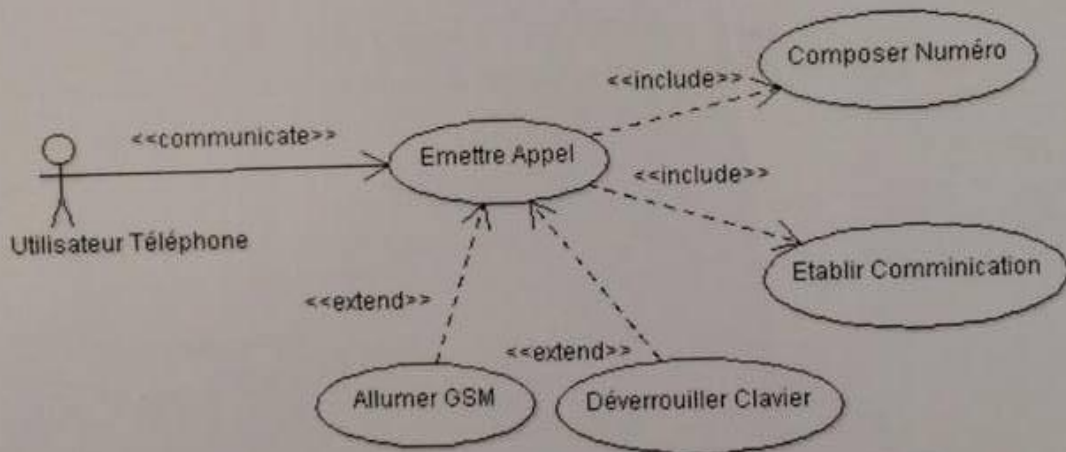 Composer Numéro
<<include>>
<<communicate>>
Emettre Appel
<<include>>
Utilisateur Téléphone
Etablir Comminication
<<extend>>
<<extend>>
Allumer GSM
Déverrouiller Clavier